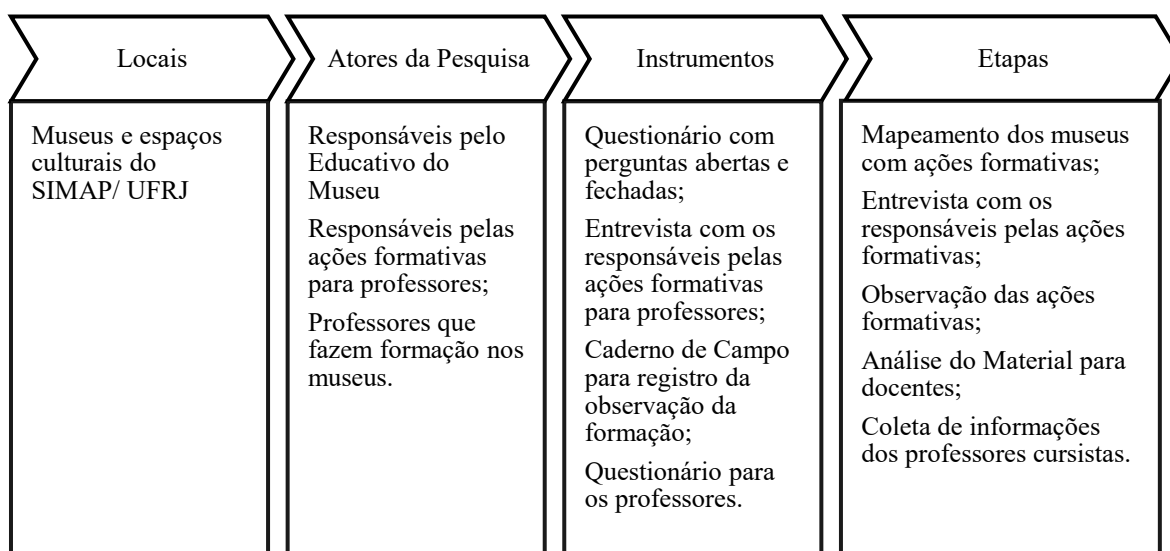 Locais
Museus e espaços
culturais do
SIMAP/ UFRJ
Atores da Pesquisa
Responsáveis pelo
Educativo do
Museu
Responsáveis pelas
ações formativas
para professores;
Professores que
fazem formação nos
museus.
Instrumentos
Questionário com
perguntas abertas e
fechadas;
Entrevista com os
responsáveis pelas
ações formativas
para professores;
Caderno de Campo
para registro da
observação da
formação;
Questionário para
os professores.
Etapas
Mapeamento dos museus
com ações formativas;
Entrevista com os
responsáveis pelas ações
formativas;
Observação das ações
formativas;
Análise do Material para
docentes;
Coleta de informações
dos professores cursistas.